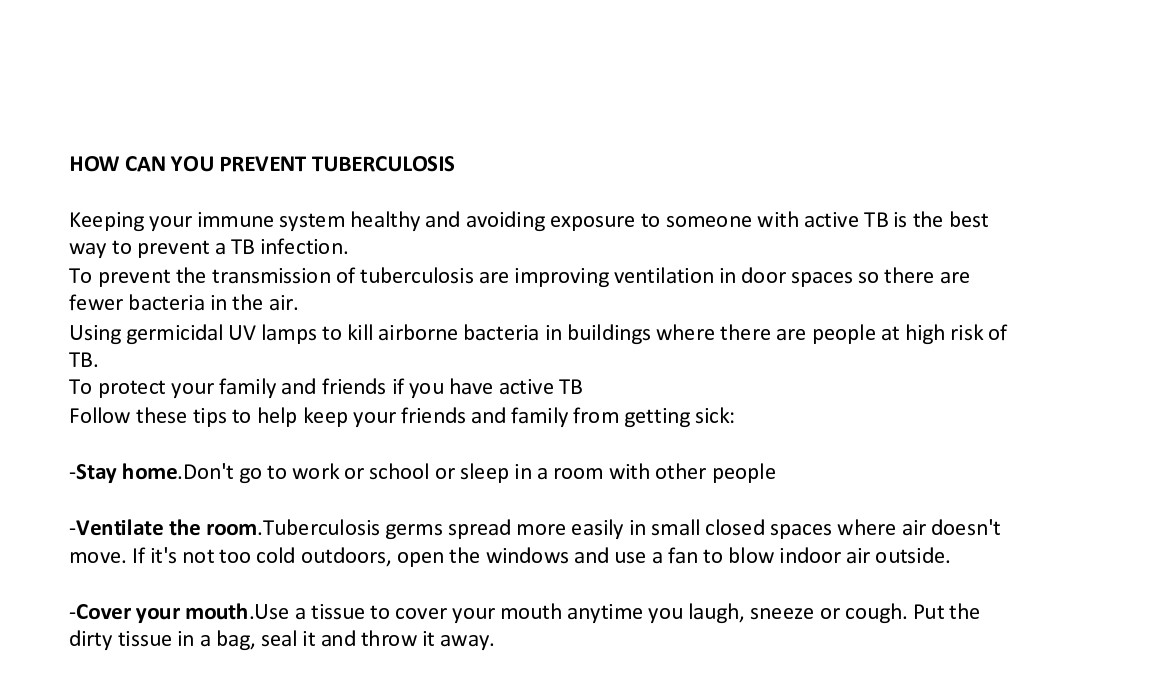 HOW CAN YOU PREVENT TUBERCULOSIS
Keeping your immune system healthy and avoiding exposure to someone with active TB is the best
way to prevent a TB infection.
To prevent the transmission of tuberculosis are improving ventilation in door spaces so there are
fewer bacteria in the air.
Using germicidal UV lamps to kill airborne bacteria in buildings where there are people at high risk of
TB.
To protect your family and friends if you have active TB
Follow these tips to help keep your friends and family from getting sick:
-Stay home.Don't go to work or school or sleep in a room with other people
-Ventilate the room.Tuberculosis germs spread more easily in small closed spaces where air doesn't
move. If it's not too cold outdoors, open the windows and use a fan to blow indoor air outside.
-Cover your mouth.Use a tissue to cover your mouth anytime you laugh, sneeze or cough. Put the
dirty tissue in a bag, seal it and throw it away.